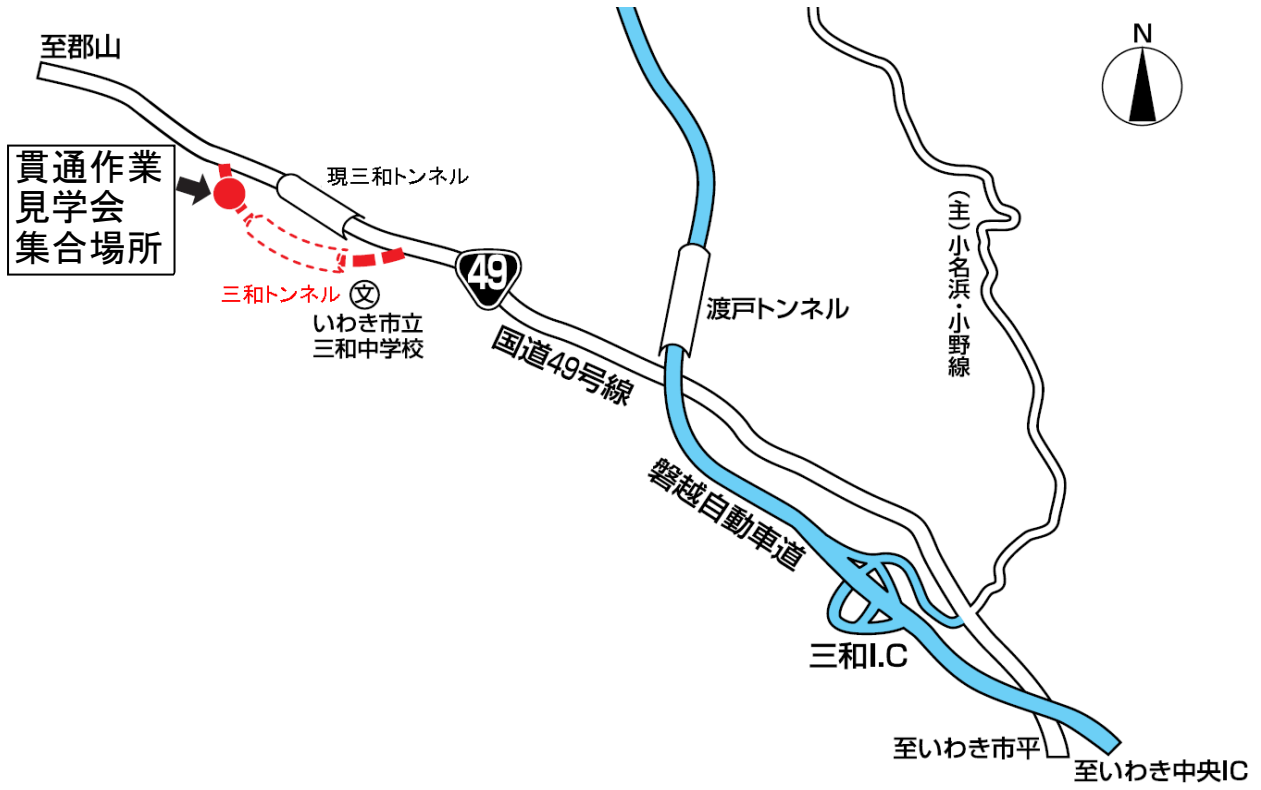 至郡山
N
貫通作業
見学会
集合場所
現三和トンネル
三和トンネル
文
いわき市立
三和中学校
49
国道49号線
渡戸トンネル
(主)小名浜・小野線
磐越自動車道
三和I.C
至いわき市平
至いわき中央IC